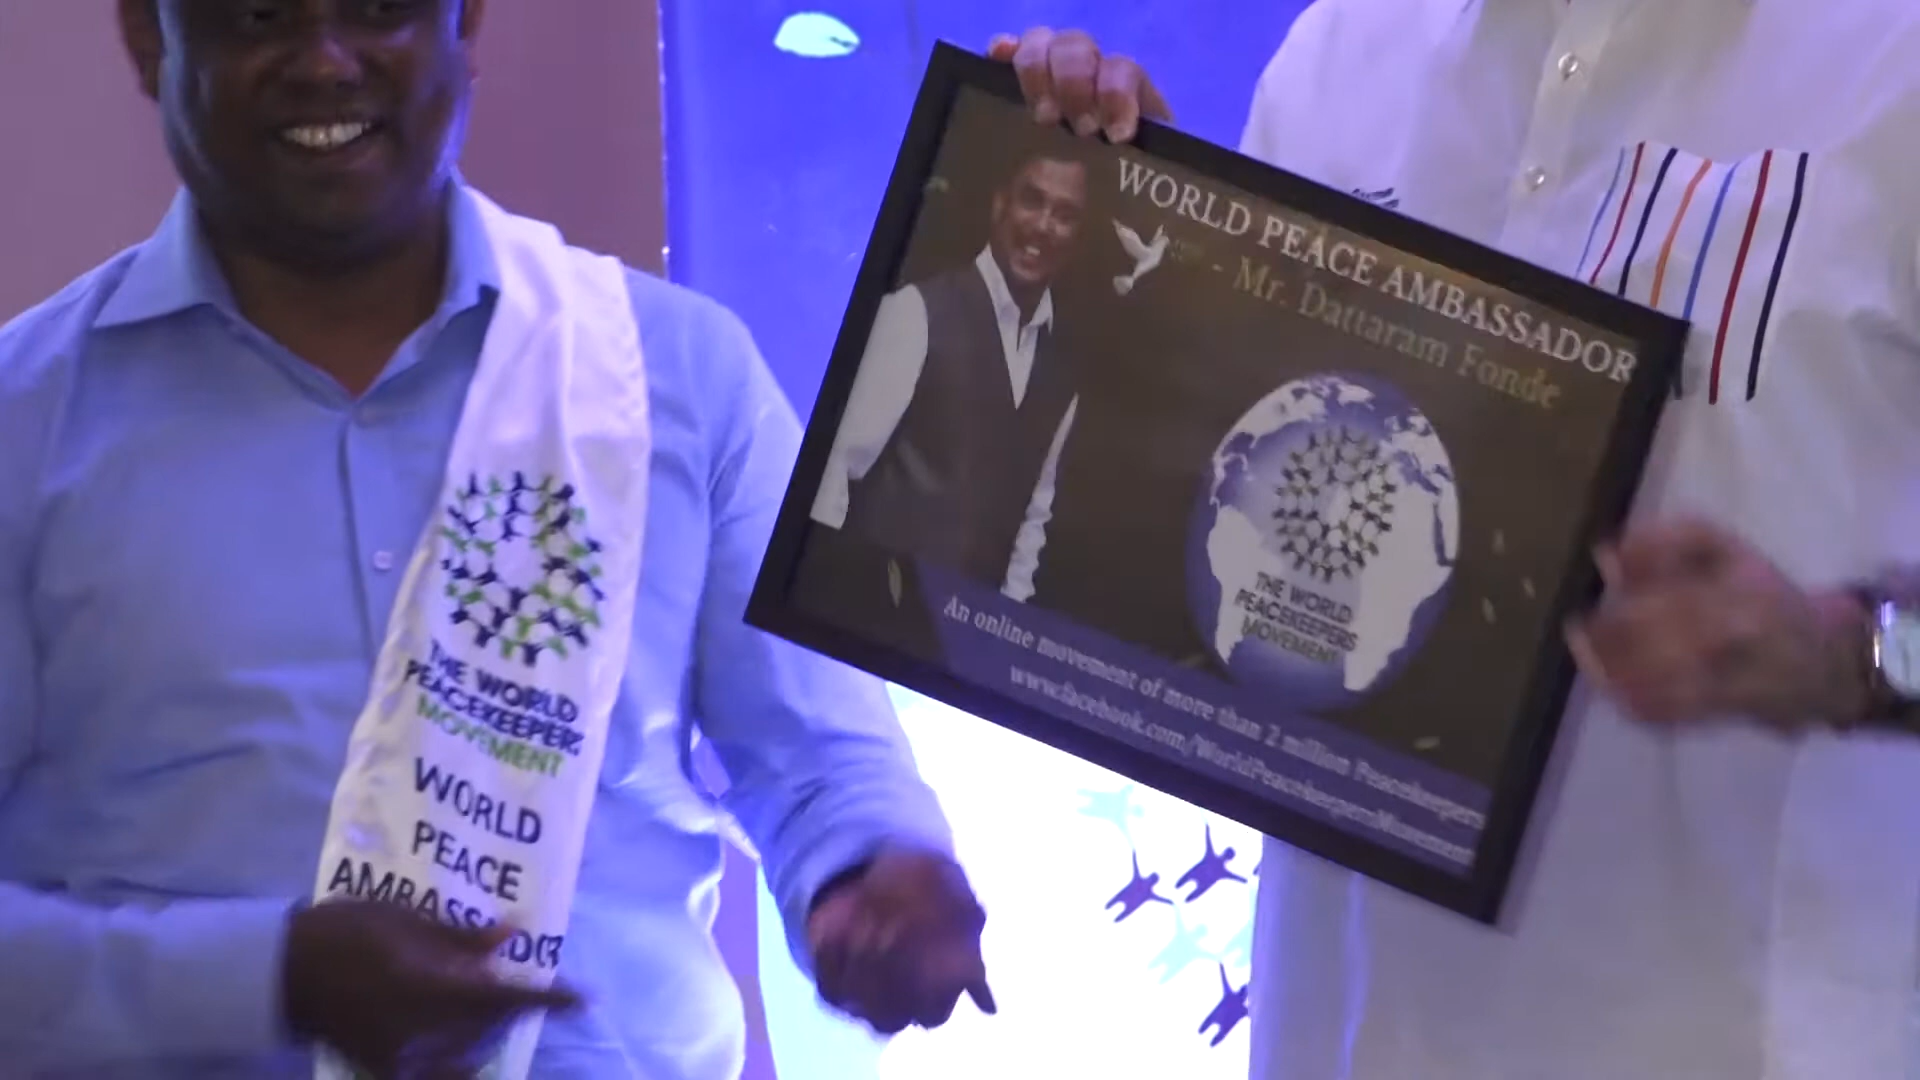 WORLD PEACE AMBASSADOR
- Mr. Dattaram Fonde
THE WORLD
PEACEKEEPERS
MOVEMENT
An online movement of more than 2 million Peacekeepers
www.facebook.com/WorldPeacekeepersMovement
THE WORLD
PEACEKEEPERS
MOVEMENT
WORLD
PEACE
AMBASSADOR